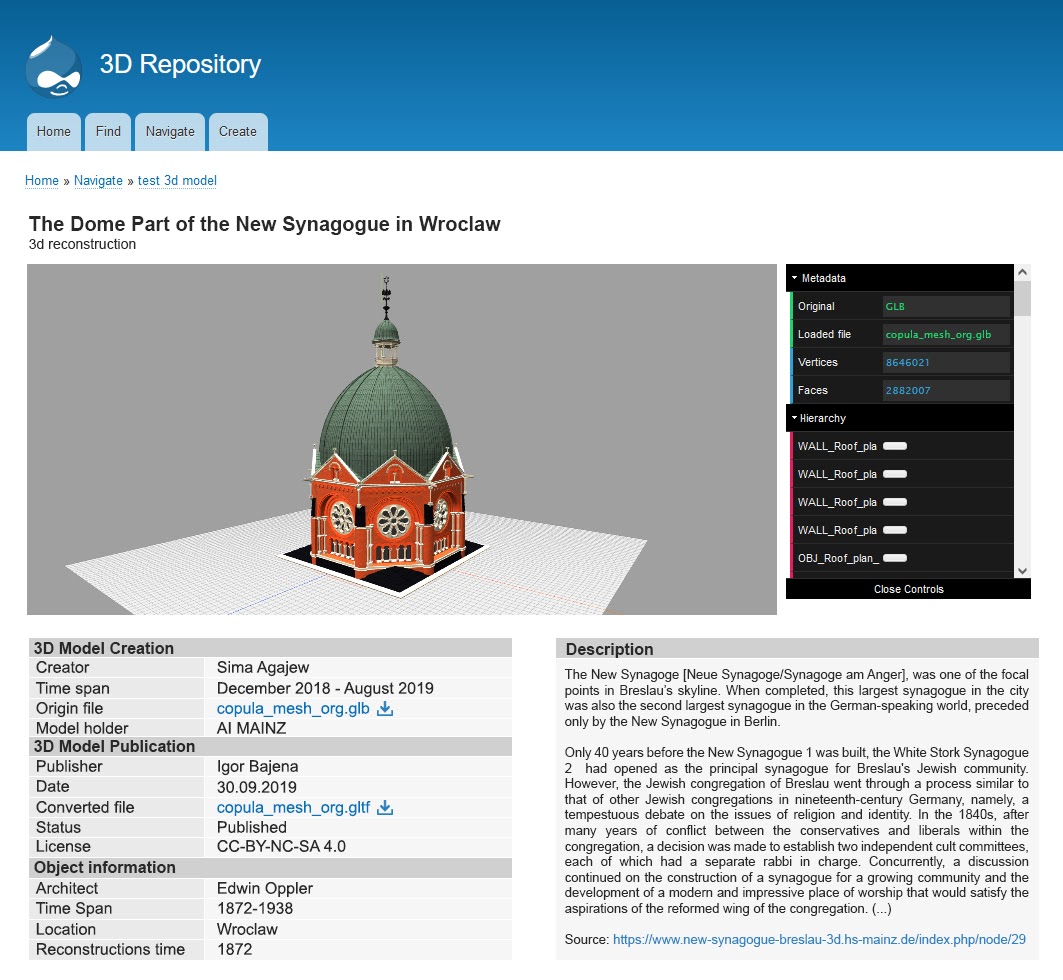 3D Repository
Home Find Navigate Create
Home » Navigate » test 3d model
The Dome Part of the New Synagogue in Wroclaw
3d reconstruction
Metadata
Original GLB
Loaded file copula_mesh_org.glb
Vertices 8646021
Faces 2882007
Hierarchy
WALL_Roof_pla
WALL_Roof_pla
WALL_Roof_pla
WALL_Roof_pla
OBJ_Roof_plan_
Close Controls
3D Model Creation
Creator Sima Agajew
Time span December 2018 - August 2019
Origin file copula_mesh_org.glb
Model holder AI MAINZ
3D Model Publication
Publisher Igor Bajena
Date 30.09.2019
Converted file copula_mesh_org.gltf
Status Published
License CC-BY-NC-SA 4.0
Object information
Architect Edwin Oppler
Time Span 1872-1938
Location Wroclaw
Reconstructions time 1872
Description
The New Synagoge [Neue Synagoge/Synagoge am Anger], was one of the focal
points in Breslau's skyline. When completed, this largest synagogue in the city
was also the second largest synagogue in the German-speaking world, preceded
only by the New Synagogue in Berlin.
Only 40 years before the New Synagogue 1 was built, the White Stork Synagogue
2 had opened as the principal synagogue for Breslau's Jewish community.
However, the Jewish congregation of Breslau went through a process similar to
that of other Jewish congregations in nineteenth-century Germany, namely, a
tempestuous debate on the issues of religion and identity. In the 1840s, after
many years of conflict between the conservatives and liberals within the
congregation, a decision was made to establish two independent cult committees,
each of which had a separate rabbi in charge. Concurrently, a discussion
continued on the construction of a synagogue for a growing community and the
development of a modern and impressive place of worship that would satisfy the
aspirations of the reformed wing of the congregation. (...)
Source: https://www.new-synagogue-breslau-3d.hs-mainz.de/index.php/node/29